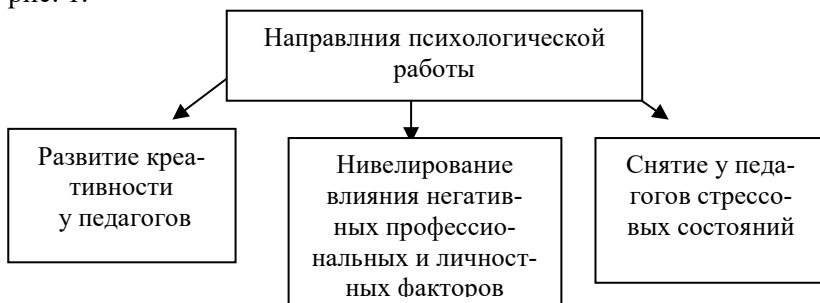 рис. 1.
Направлния психологической
работы
Развитие креа-
тивности
у педагогов
Нивелирование
влияния негатив-
ных профессио-
нальных и личност-
ных факторов
Снятие у педа-
гогов стрессо-
вых состояний